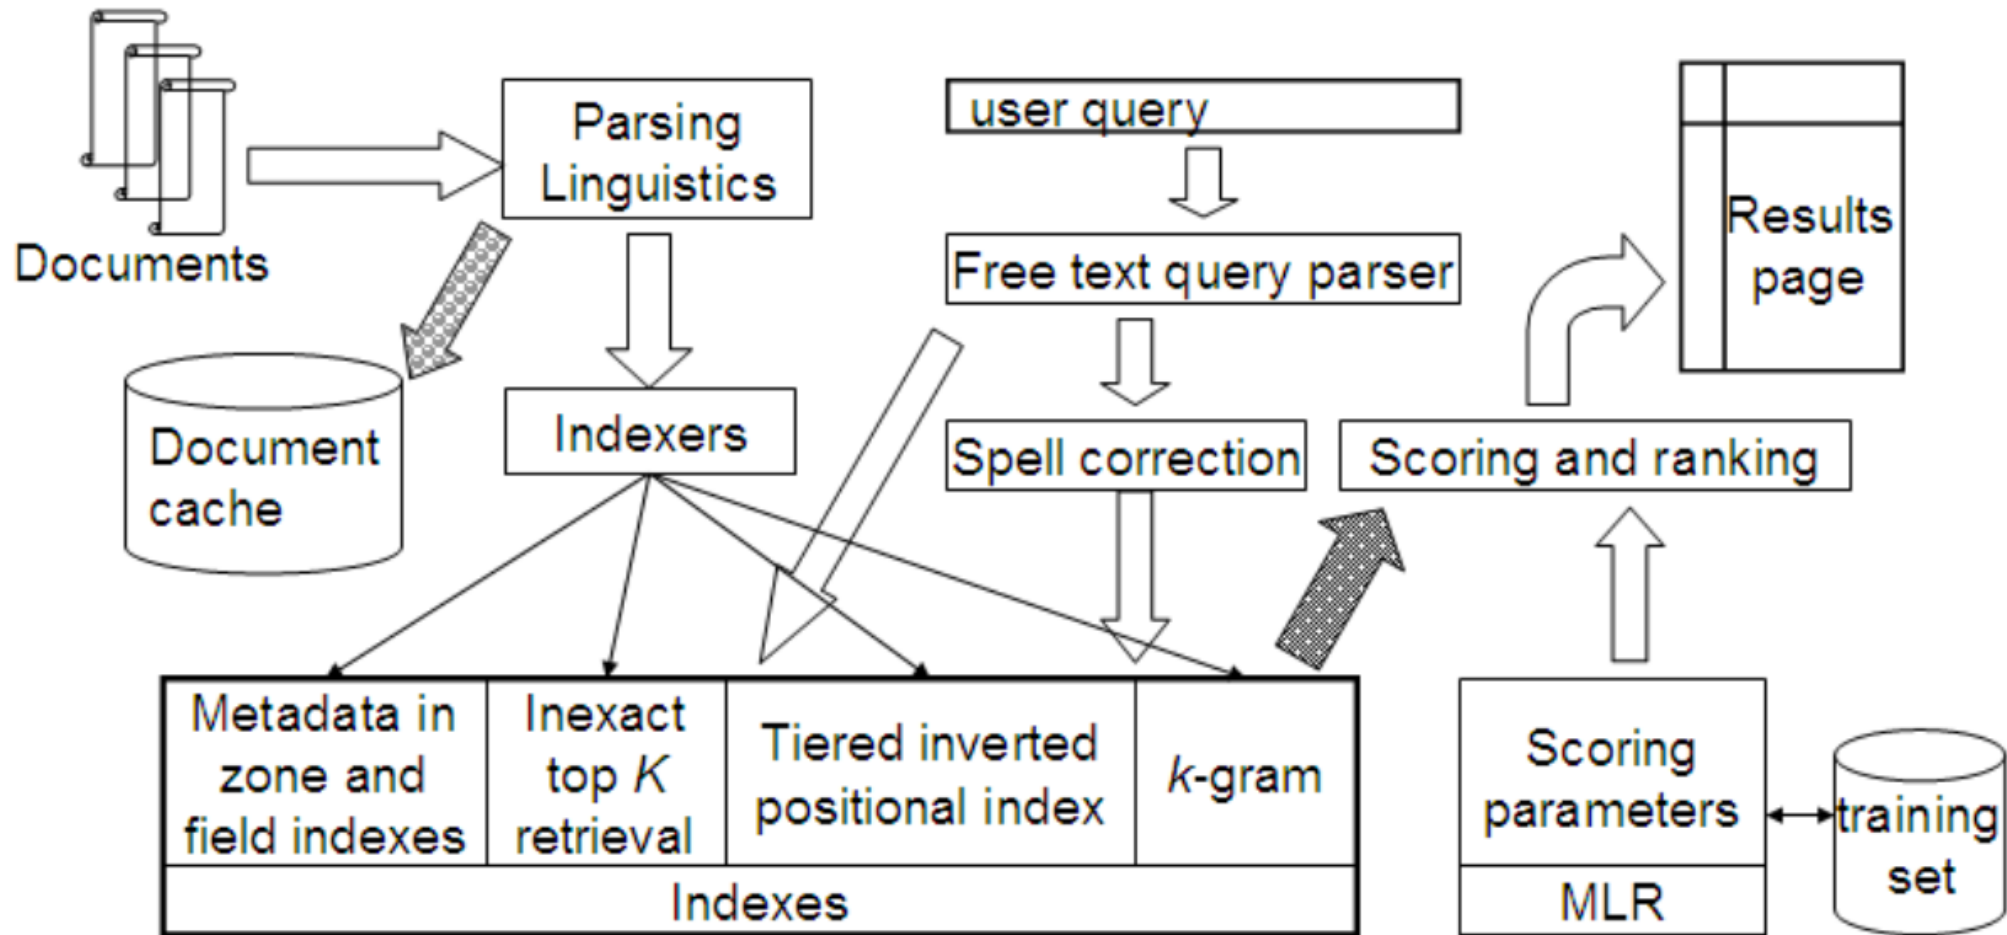 Documents
Parsing
Linguistics
user query
Results
page
Free text query parser
Document
cache
Indexers
Spell correction
Scoring and ranking
Metadata in
zone and
field indexes
Inexact
top K
retrieval
Tiered inverted
positional index
k-gram
Indexes
Scoring
parameters
MLR
training
set